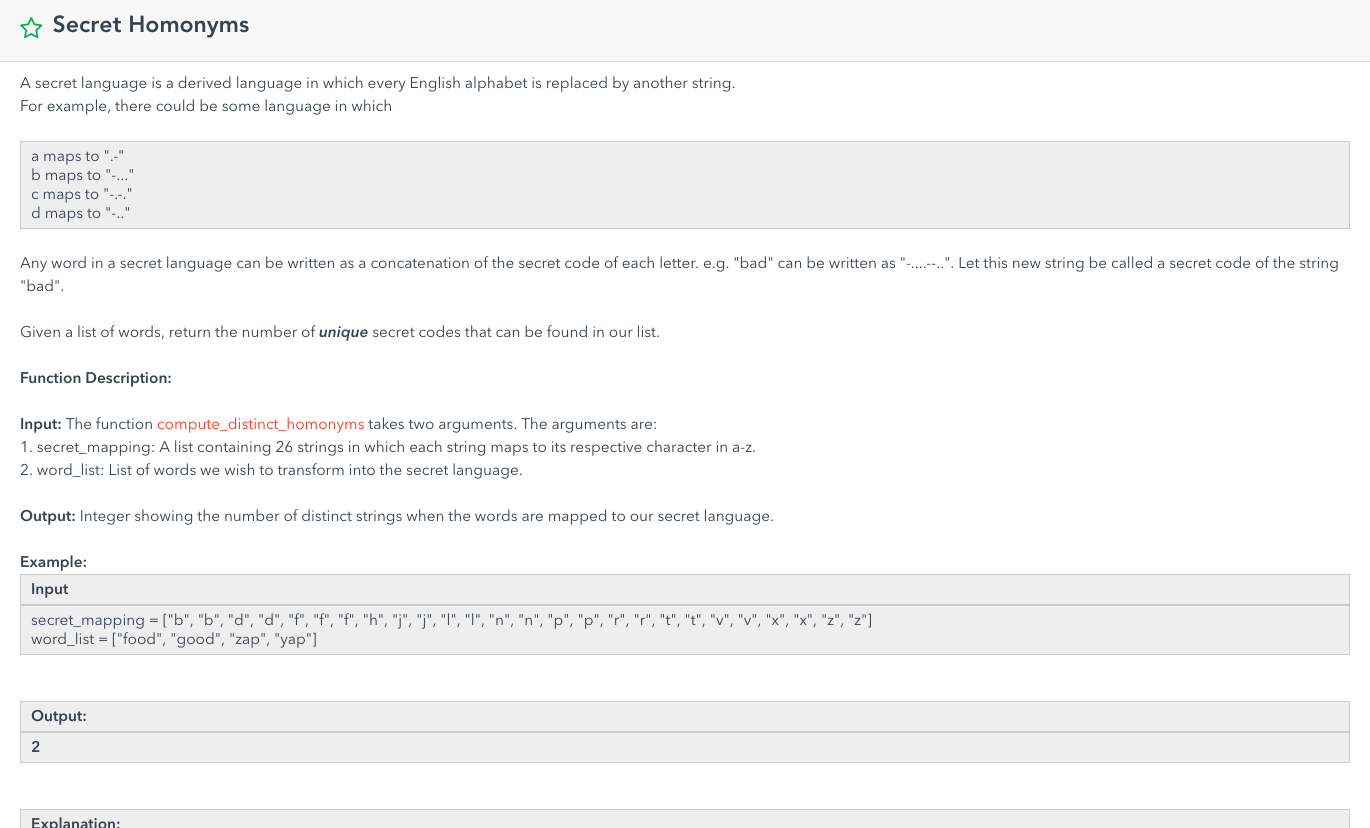 Secret Homonyms
A secret language is a derived language in which every English alphabet is replaced by another string.
For example, there could be some language in which
a maps to ".-"
b maps to "-..."
c maps to "-.-."
d maps to "-.."
Any word in a secret language can be written as a concatenation of the secret code of each letter. e.g. "bad" can be written as "-....--..". Let this new string be called a secret code of the string
"bad".
Given a list of words, return the number of unique secret codes that can be found in our list.
Function Description:
Input: The function compute_distinct_homonyms takes two arguments. The arguments are:
1. secret_mapping: A list containing 26 strings in which each string maps to its respective character in a-z.
2. word_list: List of words we wish to transform into the secret language.
Output: Integer showing the number of distinct strings when the words are mapped to our secret language.
Example:
Input
secret_mapping = ["b", "b", "d", "d", "f", "f", "f", "h", "j", "j", "l", "l", "n", "n", "p", "p", "r", "r", "t", "t", "v", "v", "x", "x", "z", "z"]
word_list = ["food", "good", "zap", "yap"]
Output:
2
Explanation: